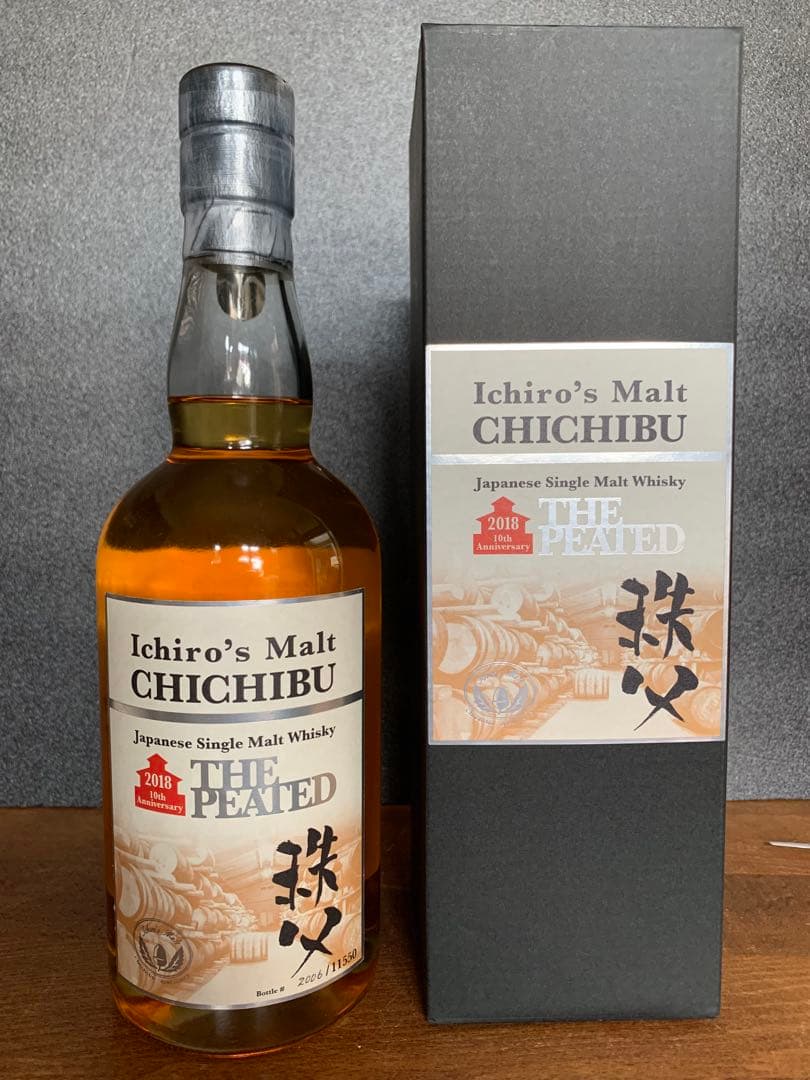 Ichiro's Malt
CHICHIBU
Japanese Single Malt Whisky
2018
10th
Anniversary
THE
PEATED
秩父
Bottle # 2006/11550
Ichiro's Malt
CHICHIBU
Japanese Single Malt Whisky
2018
10th
Anniversary
THE
PEATED
秩父